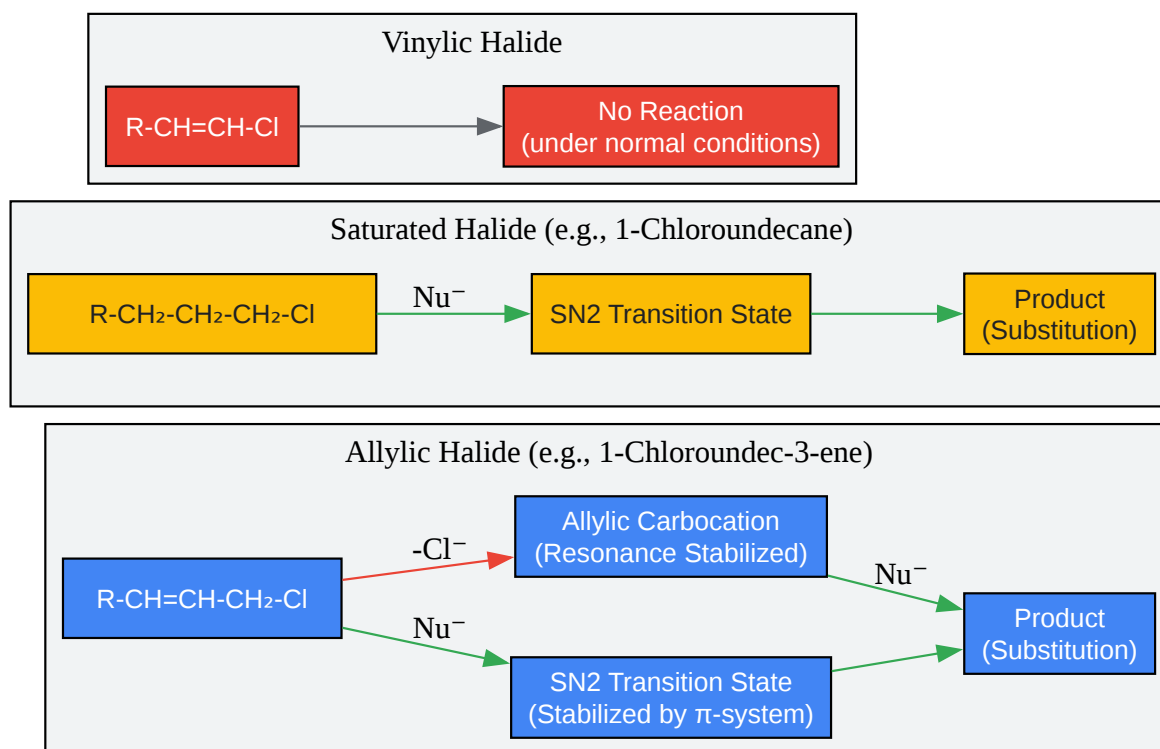 Vinylic Halide
R-CH=CH-Cl
No Reaction
(under normal conditions)
Saturated Halide (e.g., 1-Chloroundecane)
R-CH₂-CH₂-CH₂-Cl
Nu⁻
SN2 Transition State
Product
(Substitution)
Allylic Halide (e.g., 1-Chloroundec-3-ene)
R-CH=CH-CH₂-Cl
-Cl⁻
Allylic Carbocation
(Resonance Stabilized)
Nu⁻
Nu⁻
SN2 Transition State
(Stabilized by π-system)
Product
(Substitution)